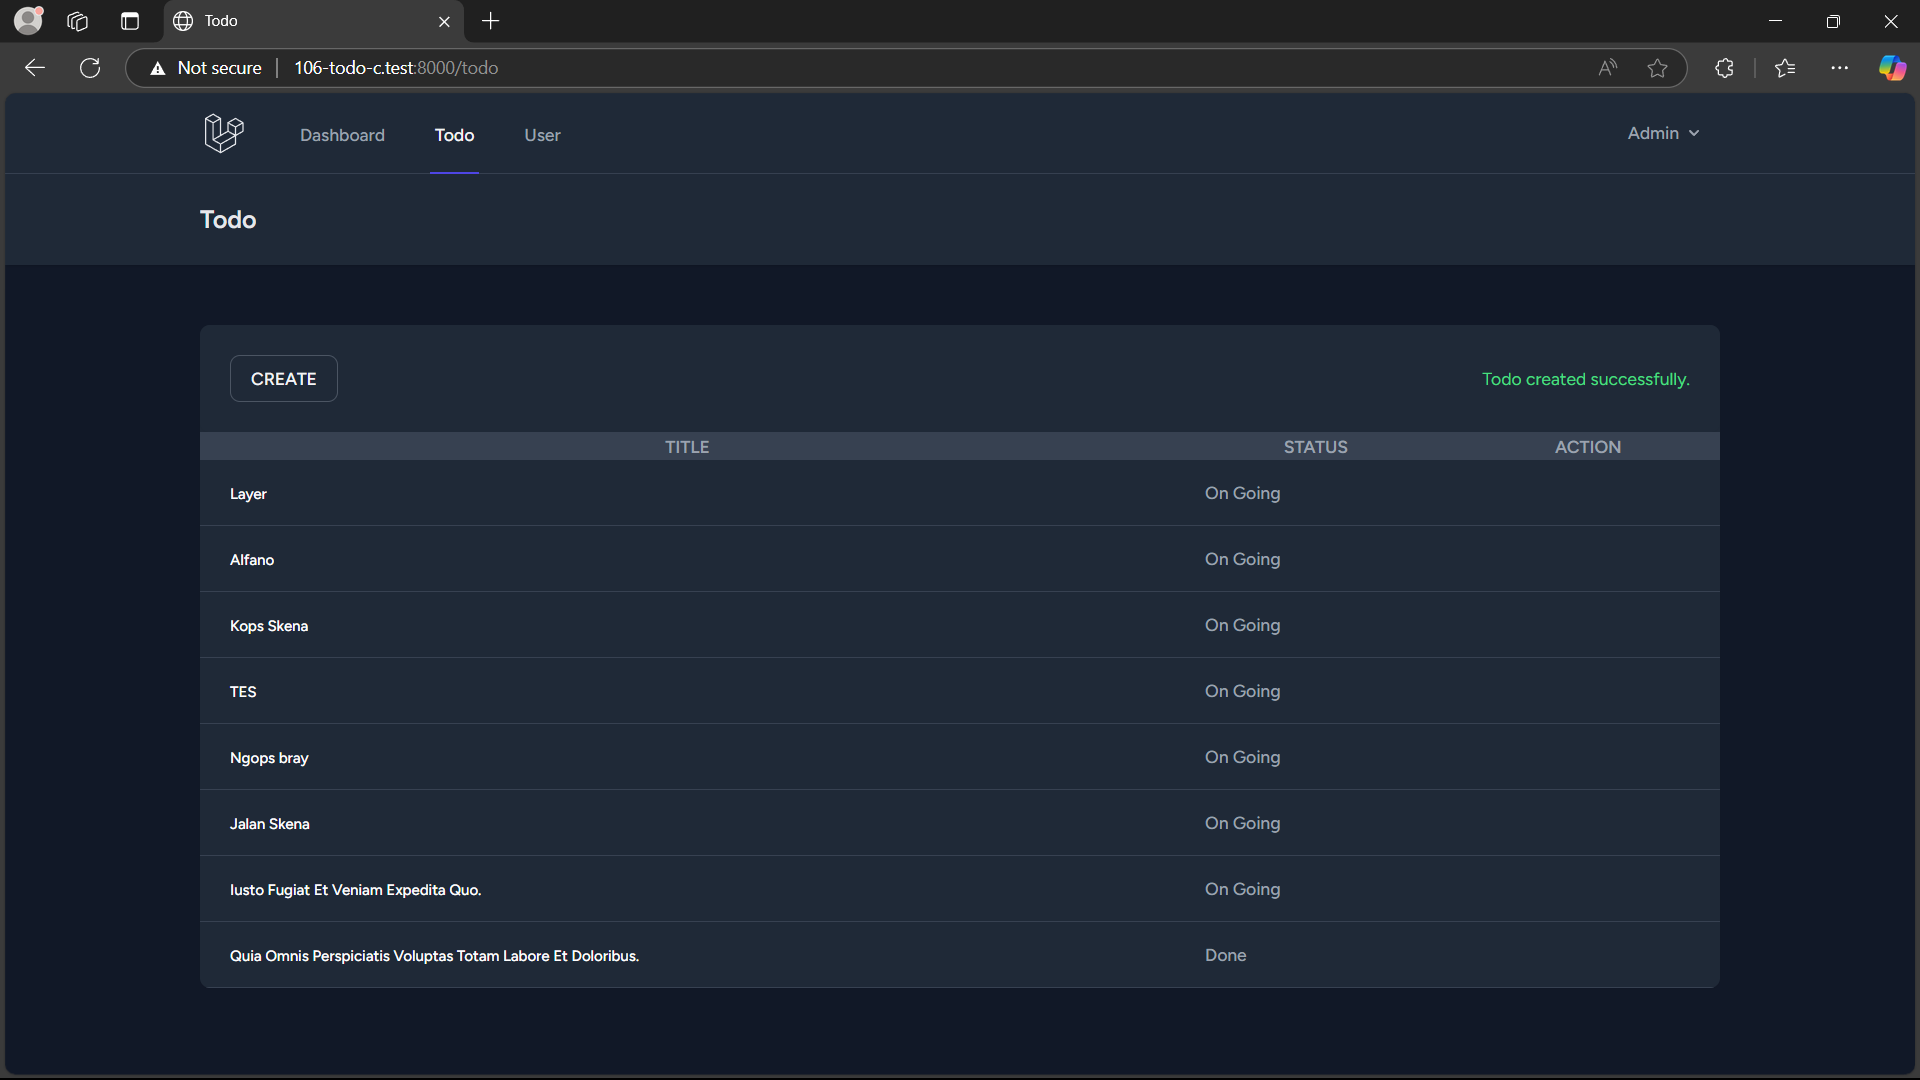 Todo
Not secure
106-todo-c.test:8000/todo
Dashboard Todo User Admin
Todo
CREATE
Todo created successfully.
TITLE STATUS ACTION
Layer On Going
Alfano On Going
Kops Skena On Going
TES On Going
Ngops bray On Going
Jalan Skena On Going
Iusto Fugiat Et Veniam Expedita Quo. On Going
Quia Omnis Perspiciatis Voluptas Totam Labore Et Doloribus. Done